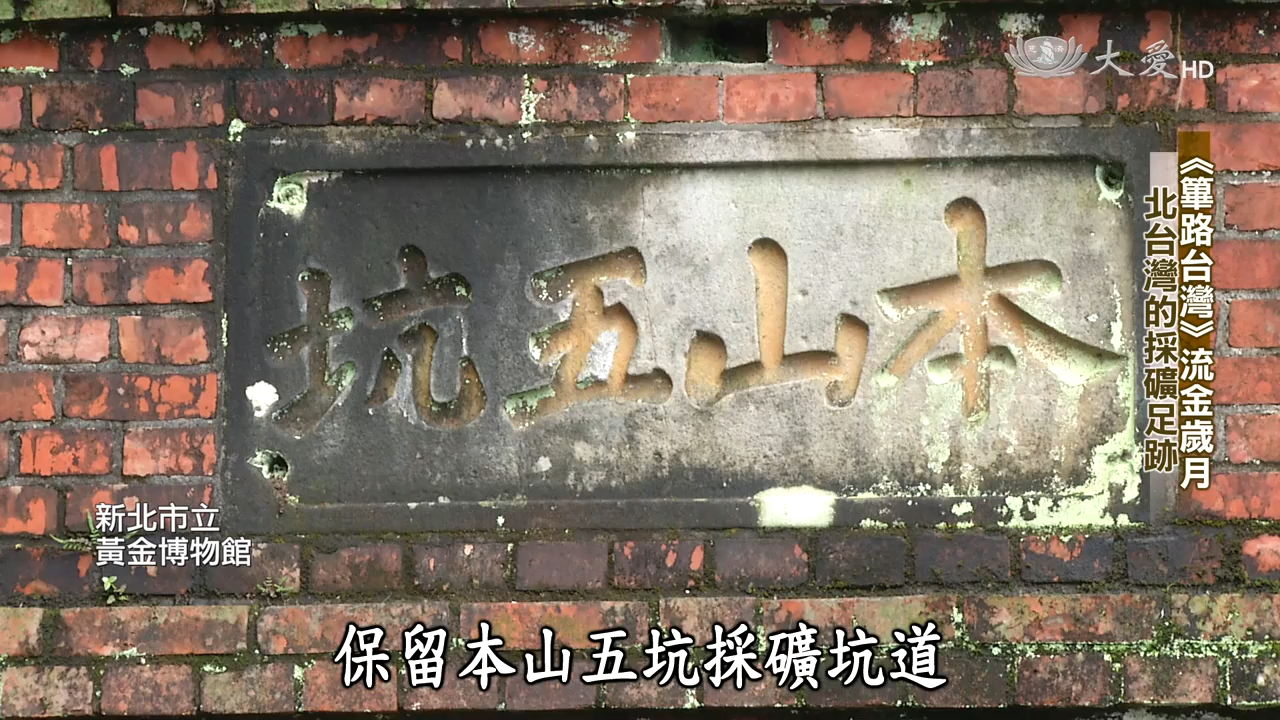 大愛HD
《篳路台灣》流金歲月
北台灣的採礦足跡
本山五坑
新北市立
黃金博物館
保留本山五坑採礦坑道